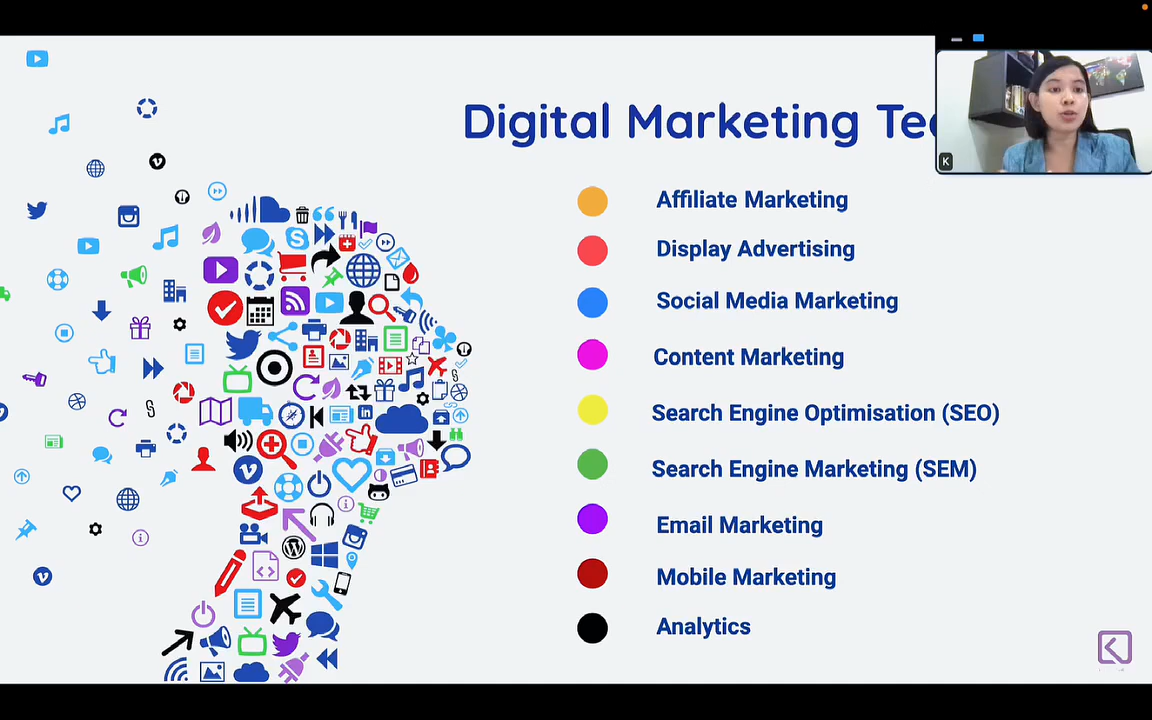 Digital Marketing
K
Affiliate Marketing
Display Advertising
Social Media Marketing
Content Marketing
Search Engine Optimisation (SEO)
Search Engine Marketing (SEM)
Email Marketing
Mobile Marketing
Analytics